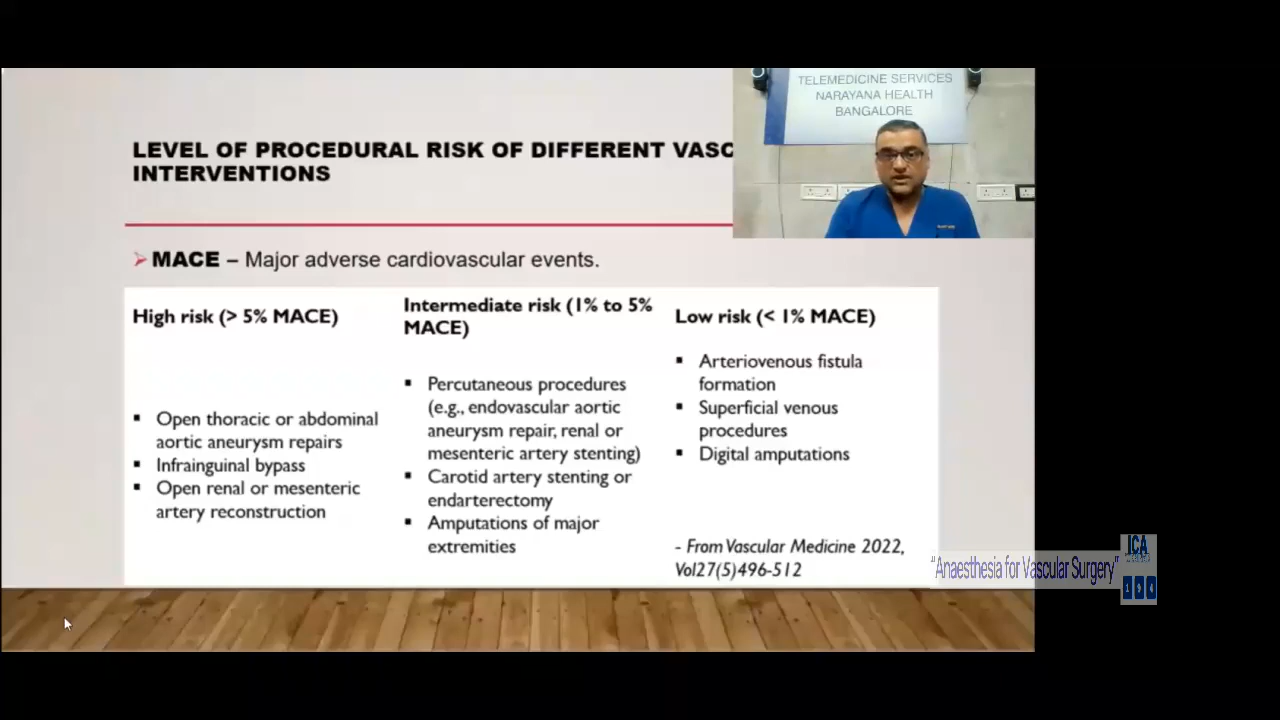 TELEMEDICINE SERVICES
NARAYANA HEALTH
BANGALORE
LEVEL OF PROCEDURAL RISK OF DIFFERENT VASC
INTERVENTIONS
MACE – Major adverse cardiovascular events.
High risk (> 5% MACE)
Open thoracic or abdominal
aortic aneurysm repairs
Infrainguinal bypass
Open renal or mesenteric
artery reconstruction
Intermediate risk (1% to 5%
MACE)
Percutaneous procedures
(e.g., endovascular aortic
aneurysm repair, renal or
mesenteric artery stenting)
Carotid artery stenting or
endarterectomy
Amputations of major
extremities
Low risk (< 1% MACE)
Arteriovenous fistula
formation
Superficial venous
procedures
Digital amputations
- From Vascular Medicine 2022,
Vol27(5)496-512
"Anaesthesia for Vascular Surgery"
ICA